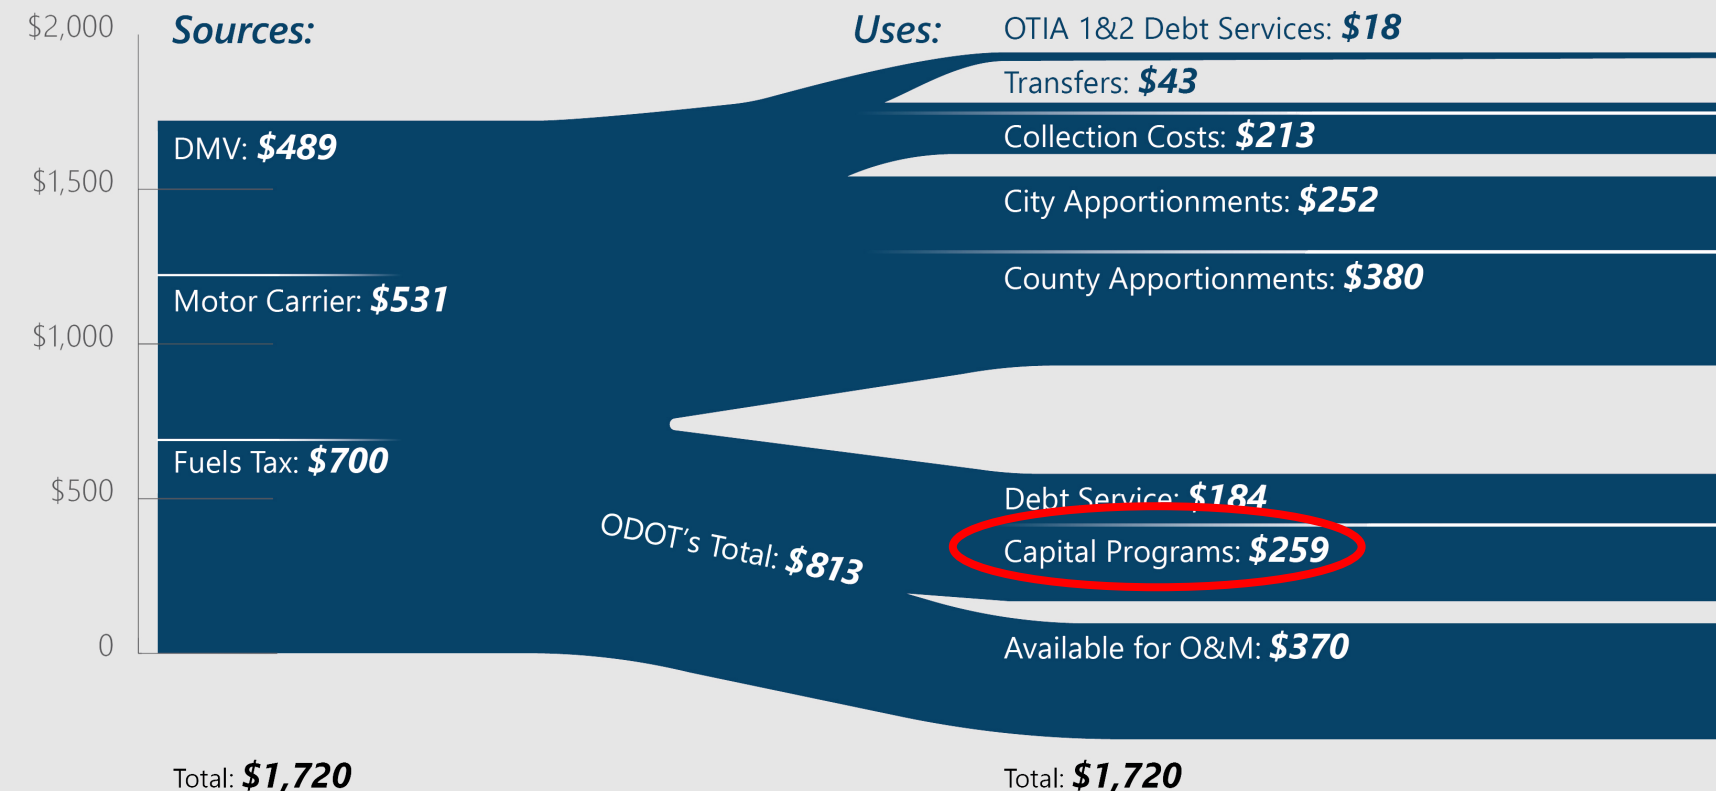 $2,000
Sources:
Uses:
OTIA 1&2 Debt Services: $18
Transfers: $43
Collection Costs: $213
DMV: $489
$1,500
City Apportionments: $252
County Apportionments: $380
Motor Carrier: $531
$1,000
Fuels Tax: $700
$500
Debt Service: $184
ODOT's Total: $813
Capital Programs: $259
0
Available for O&M: $370
Total: $1,720
Total: $1,720